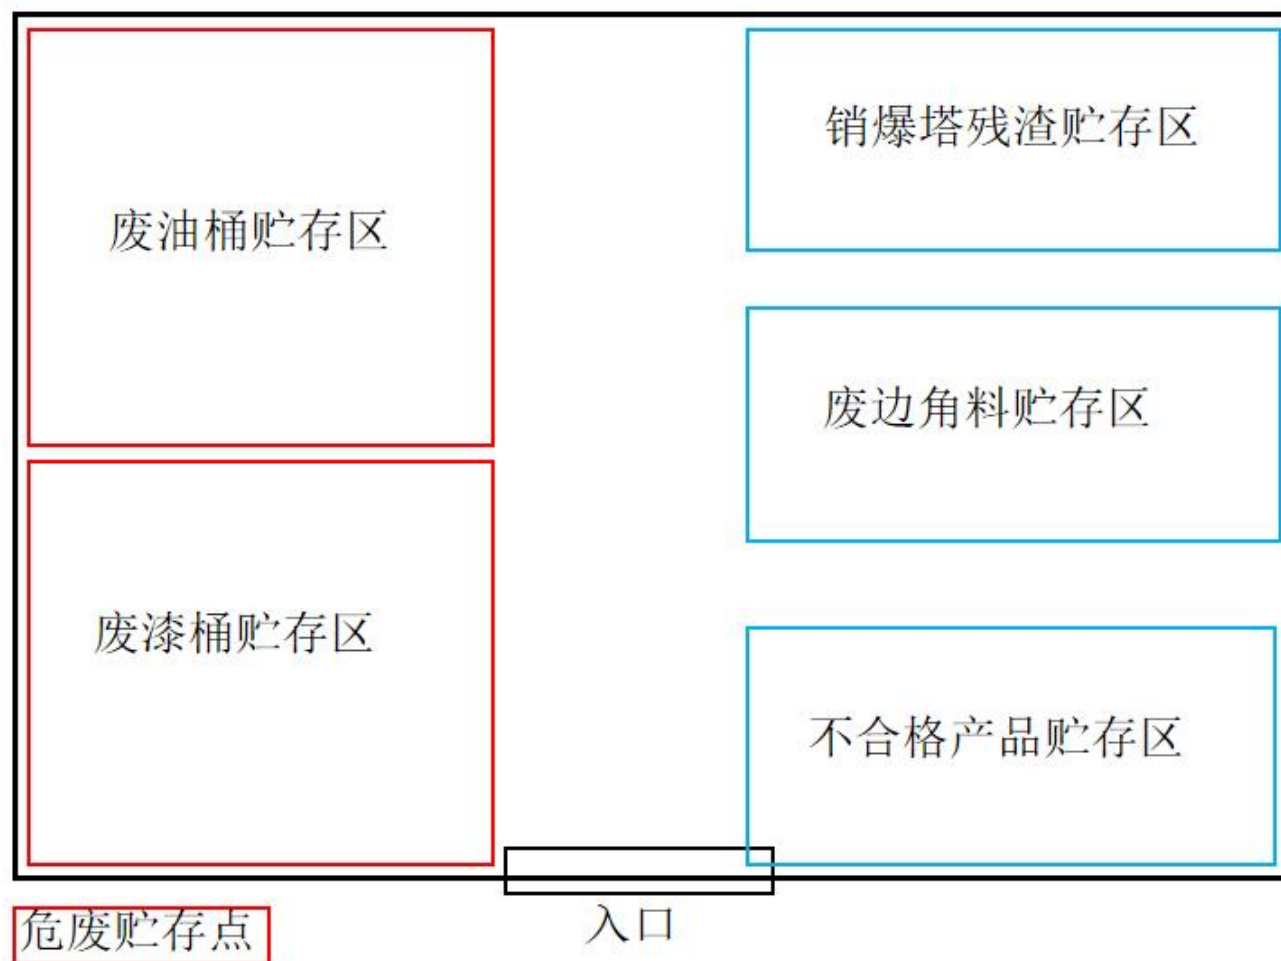 废油桶贮存区
销爆塔残渣贮存区
废边角料贮存区
废漆桶贮存区
不合格产品贮存区
入口
危废贮存点